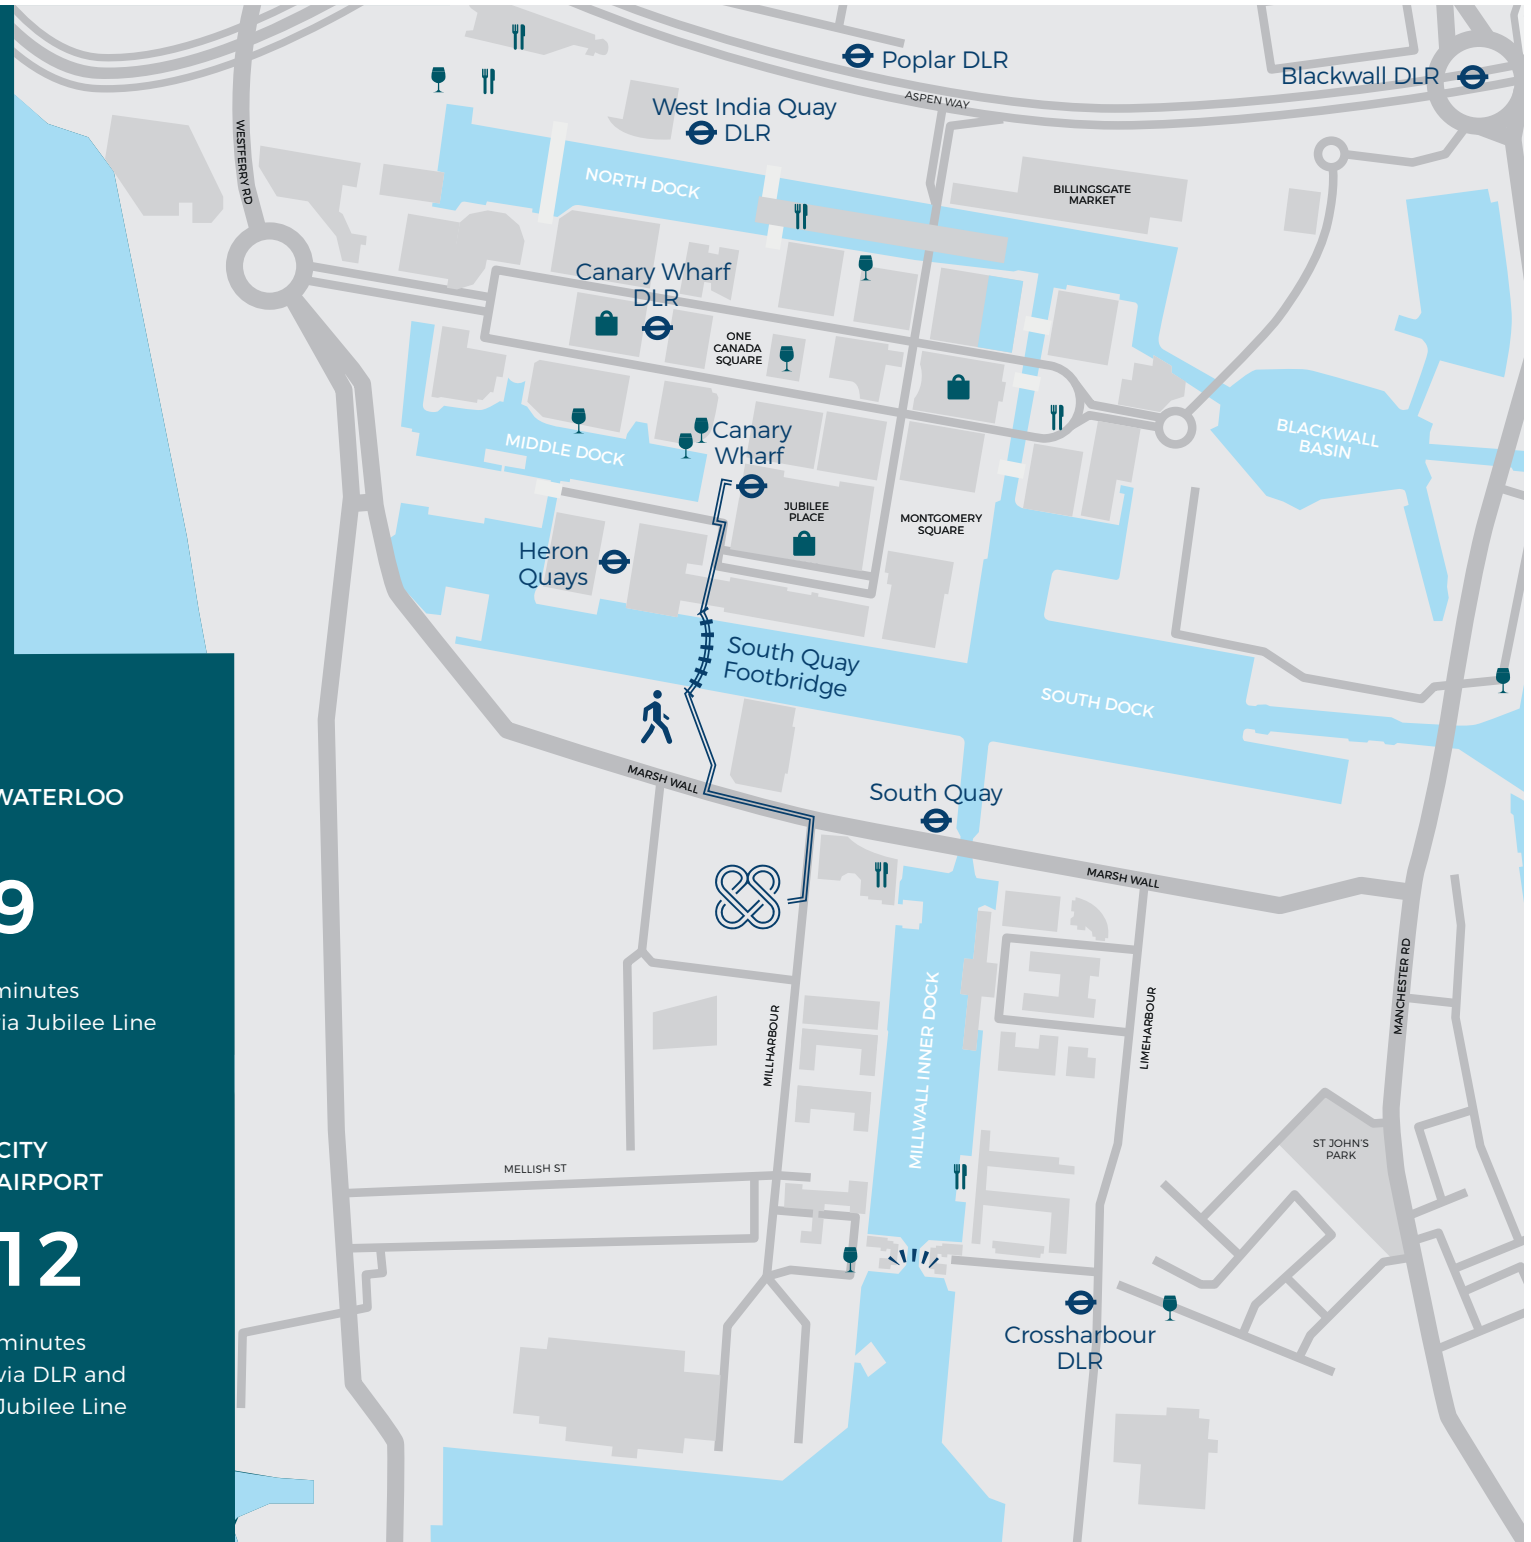 Poplar DLR
Blackwall DLR
ASPEN WAY
West India Quay
DLR
WESTFERRY RD
NORTH DOCK
BILLINGSGATE
MARKET
Canary Wharf
DLR
ONE
CANADA
SQUARE
MIDDLE DOCK
Canary
Wharf
BLACKWALL
BASIN
JUBILEE
PLACE
MONTGOMERY
SQUARE
Heron
Quays
South Quay
Footbridge
SOUTH DOCK
MARSH WALL
South Quay
MARSH WALL
MILLWALL INNER DOCK
MILLHARBOUR
LIMEHARBOUR
MANCHESTER RD
ST JOHN'S
PARK
MELLISH ST
Crossharbour
DLR
WATERLOO
9
minutes
via Jubilee Line
CITY
AIRPORT
12
minutes
via DLR and
Jubilee Line